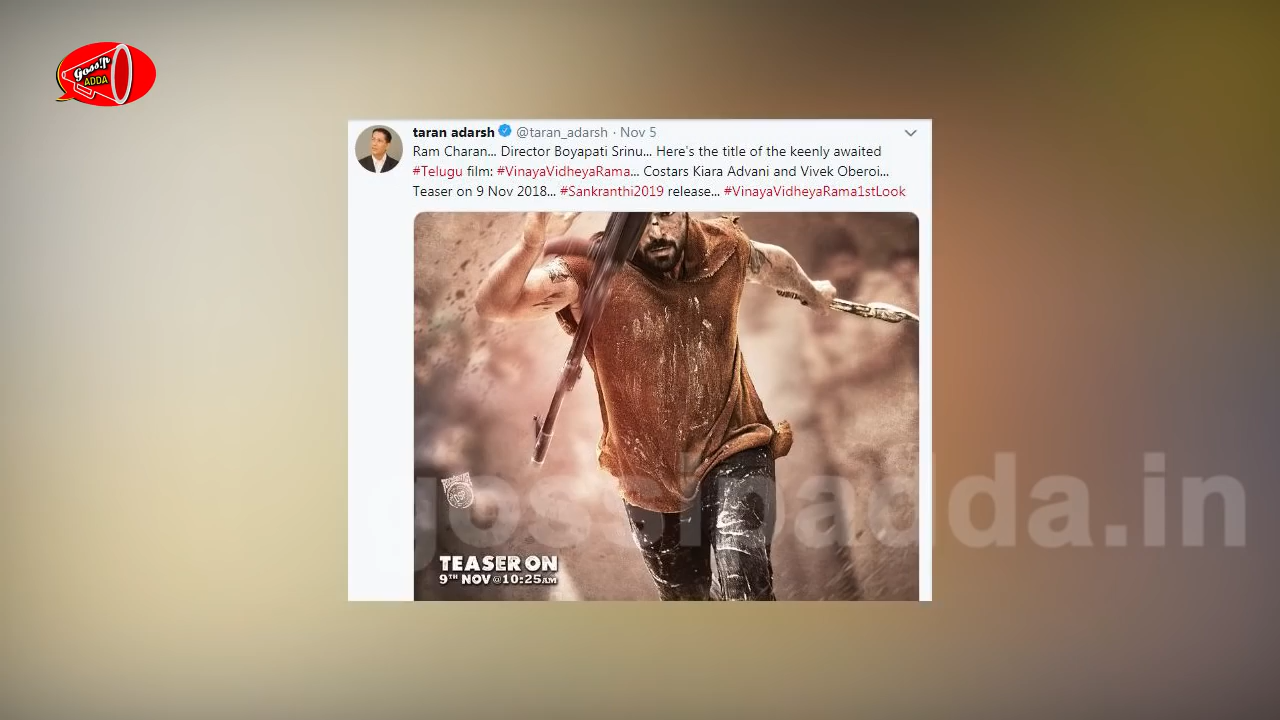 Goss!p
ADDA
taran adarsh @taran_adarsh · Nov 5
Ram Charan... Director Boyapati Srinu... Here's the title of the keenly awaited
#Telugu film: #VinayaVidheyaRama... Costars Kiara Advani and Vivek Oberoi...
Teaser on 9 Nov 2018... #Sankranthi2019 release... #VinayaVidheyaRama1stLook
gossipadda.in
TEASER ON
9TH NOV @ 10:25AM